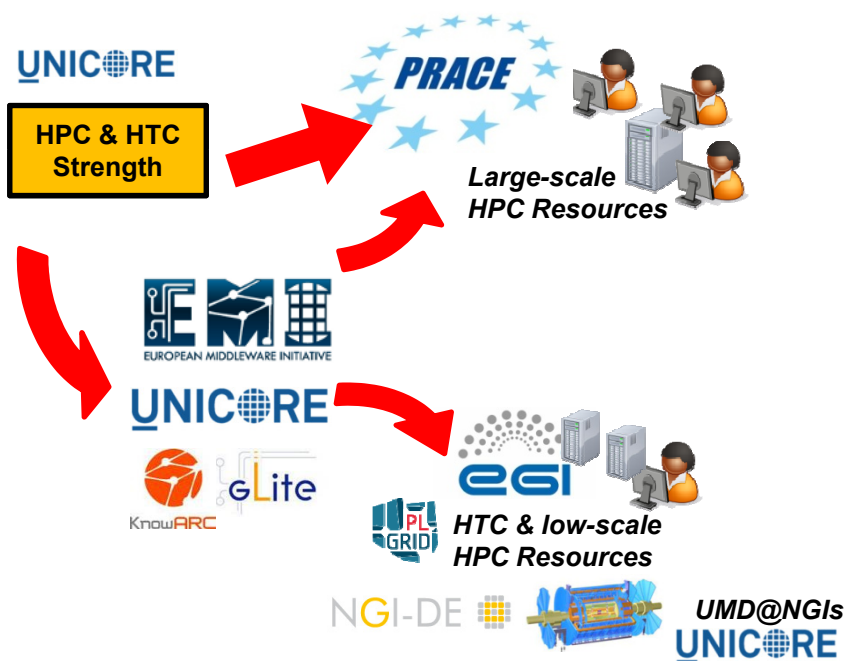 UNICORE
HPC & HTC
Strength
PRACE
Large-scale
HPC Resources
EMI
EUROPEAN MIDDLEWARE INITIATIVE
UNICORE
KnowARC
gLite
eGI
PL
GRID
HTC & low-scale
HPC Resources
NGI-DE
UMD@NGIs
UNICORE